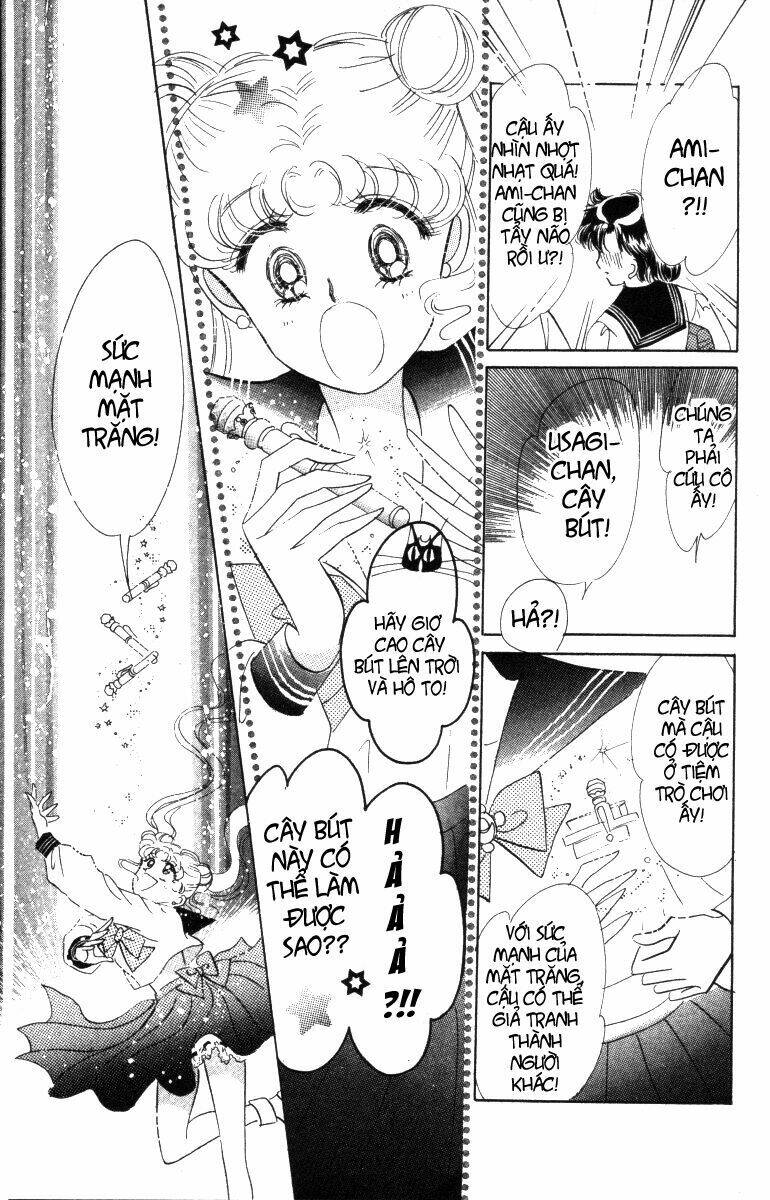 AMI-
CHAN
?!!
CẬU ẤY
NHÌN NHỢT
NHẠT QUÁ!
AMI-CHAN
CŨNG BỊ
TẨY NÃO
RỒI Ư?!
CHÚNG
TA
PHẢI
CỨU CÔ
ẤY!
USAGI-
CHAN,
CÂY
BÚT!
HẢ?!
CÂY BÚT
MÀ CẬU
CÓ ĐƯỢC
Ở TIỆM
TRÒ CHƠI
ẤY!
VỚI SỨC
MẠNH CỦA
MẶT TRĂNG,
CẬU CÓ THỂ
GIẢ TRANH
THÀNH
NGƯỜI
KHÁC!
HÃY GIƠ
CAO CÂY
BÚT LÊN TRỜI
VÀ HÔ TO!
HẢẢẢ?!!
CÂY BÚT
NÀY CÓ
THỂ LÀM
ĐƯỢC
SAO??
SỨC
MẠNH
MẶT
TRĂNG!